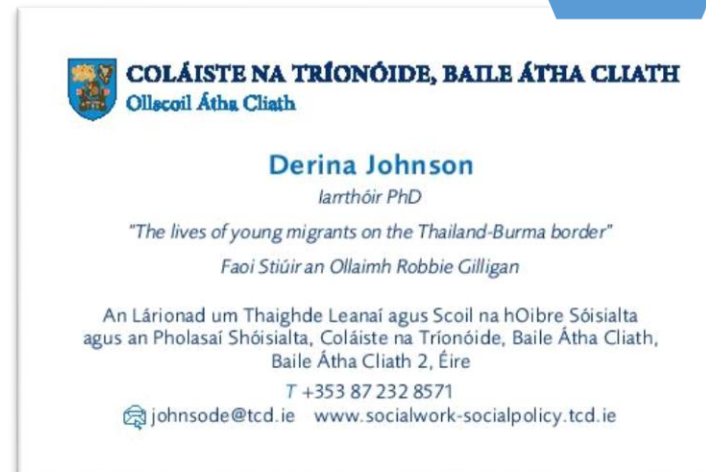 COLÁISTE NA TRÍONÓIDE, BAILE ÁTHA CLIATH
Ollscoil Átha Cliath
Derina Johnson
Iarrthóir PhD
"The lives of young migrants on the Thailand-Burma border"
Faoi Stiúir an Ollaimh Robbie Gilligan
An Lárionad um Thaighde Leanaí agus Scoil na hOibre Sóisialta
agus an Pholasaí Shóisialta, Coláiste na Tríonóide, Baile Átha Cliath,
Baile Átha Cliath 2, Éire
T +353 87 232 8571
johnsode@tcd.ie www.socialwork-socialpolicy.tcd.ie